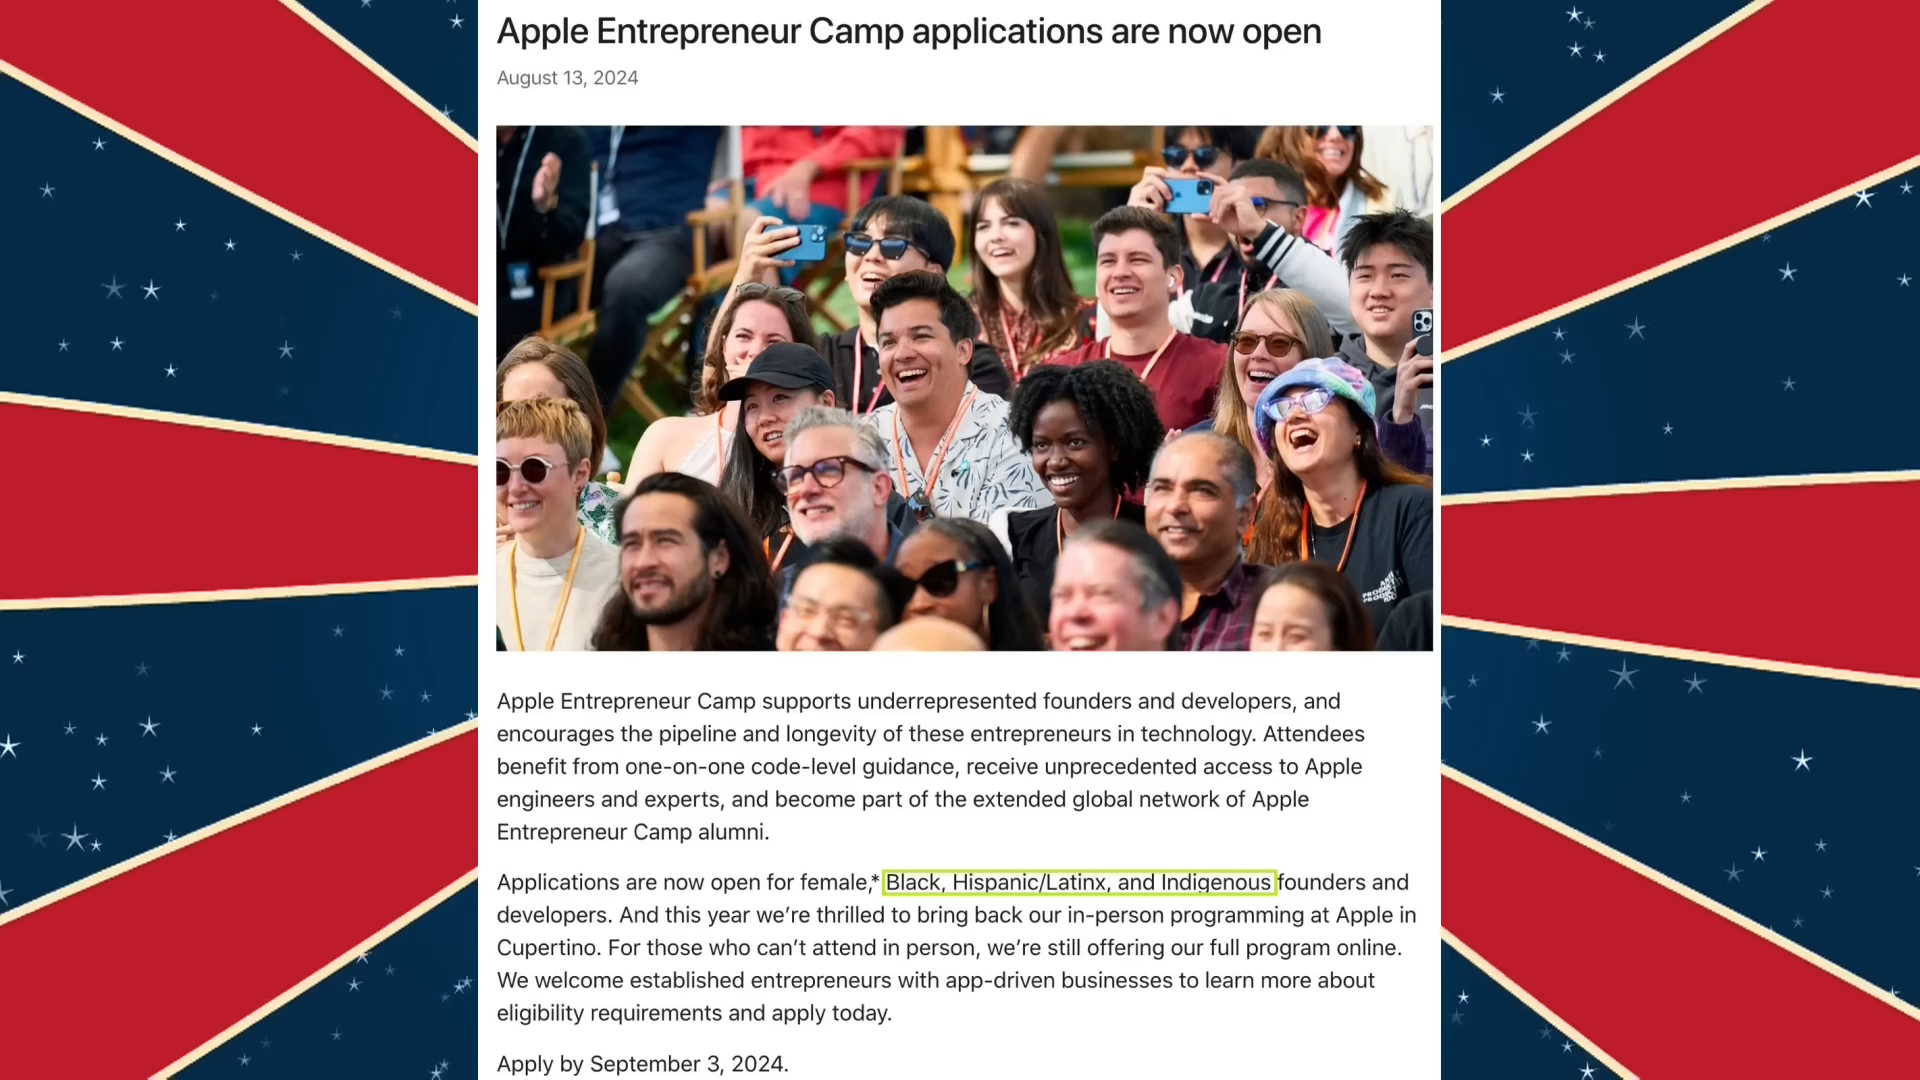 Apple Entrepreneur Camp applications are now open
August 13, 2024
Apple Entrepreneur Camp supports underrepresented founders and developers, and
encourages the pipeline and longevity of these entrepreneurs in technology. Attendees
benefit from one-on-one code-level guidance, receive unprecedented access to Apple
engineers and experts, and become part of the extended global network of Apple
Entrepreneur Camp alumni.
Applications are now open for female,* Black, Hispanic/Latinx, and Indigenous founders and
developers. And this year we’re thrilled to bring back our in-person programming at Apple in
Cupertino. For those who can’t attend in person, we’re still offering our full program online.
We welcome established entrepreneurs with app-driven businesses to learn more about
eligibility requirements and apply today.
Apply by September 3, 2024.